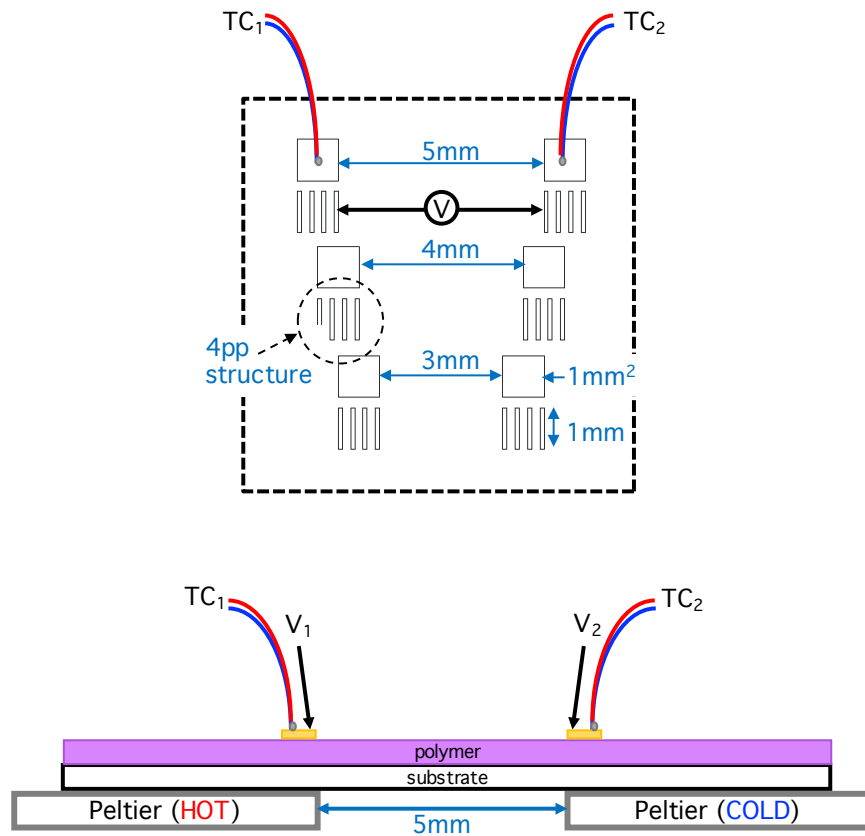 TC₁
TC₂
5mm
V
4mm
4pp
structure
3mm
1mm²
1mm
TC₁
TC₂
V₁
V₂
polymer
substrate
Peltier (HOT)
Peltier (COLD)
5mm